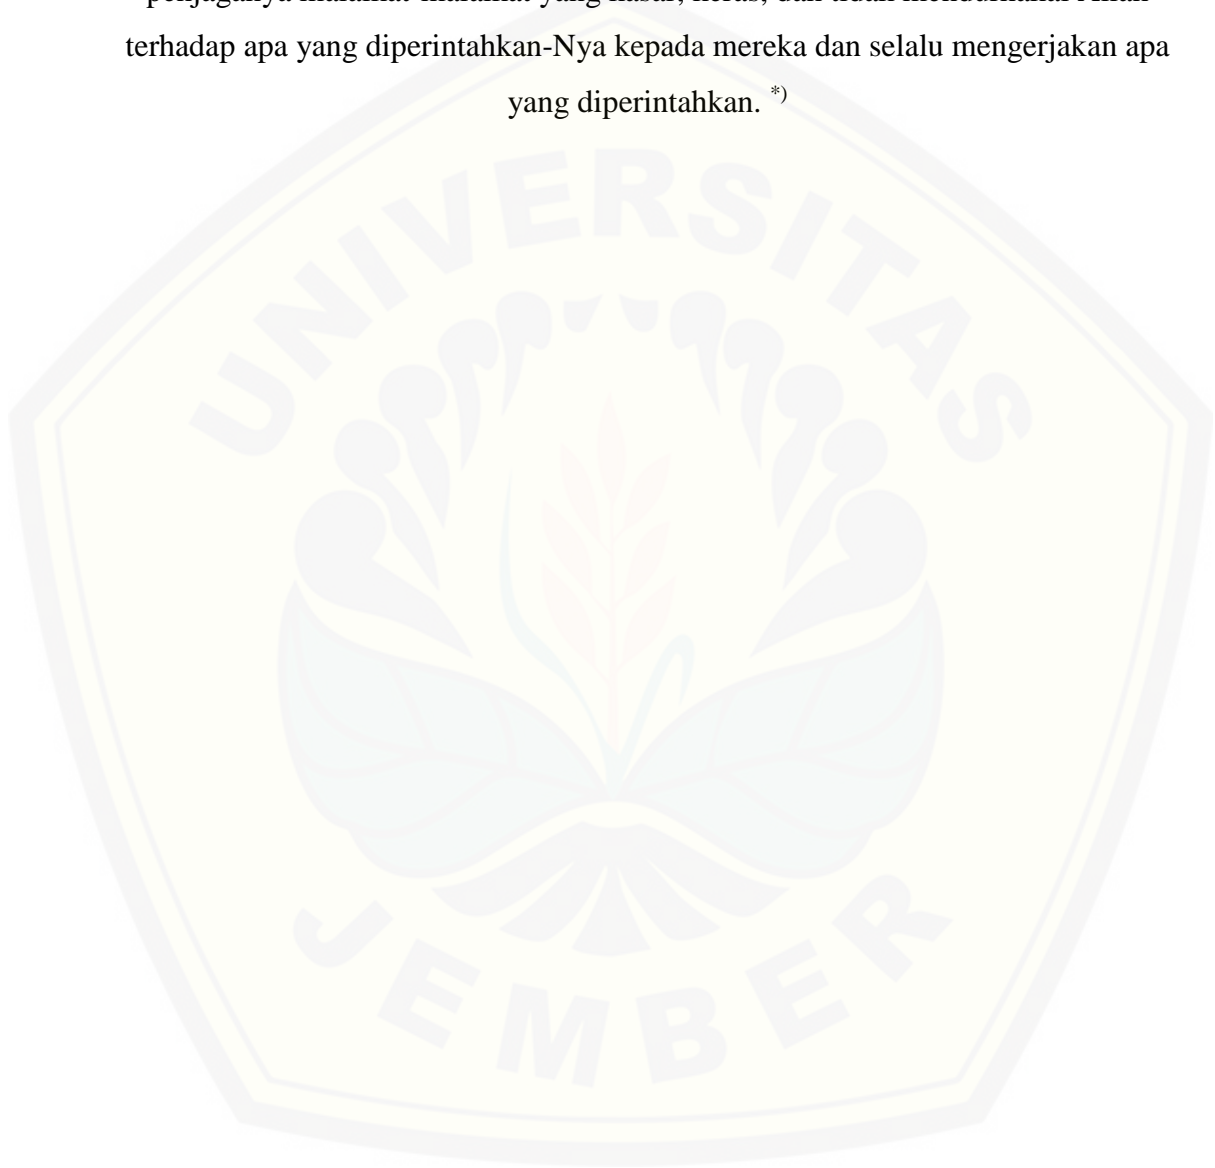 terhadap apa yang diperintahkan-Nya kepada mereka dan selalu mengerjakan apa
yang diperintahkan. *)
UNIVERSITAS
JEMBER